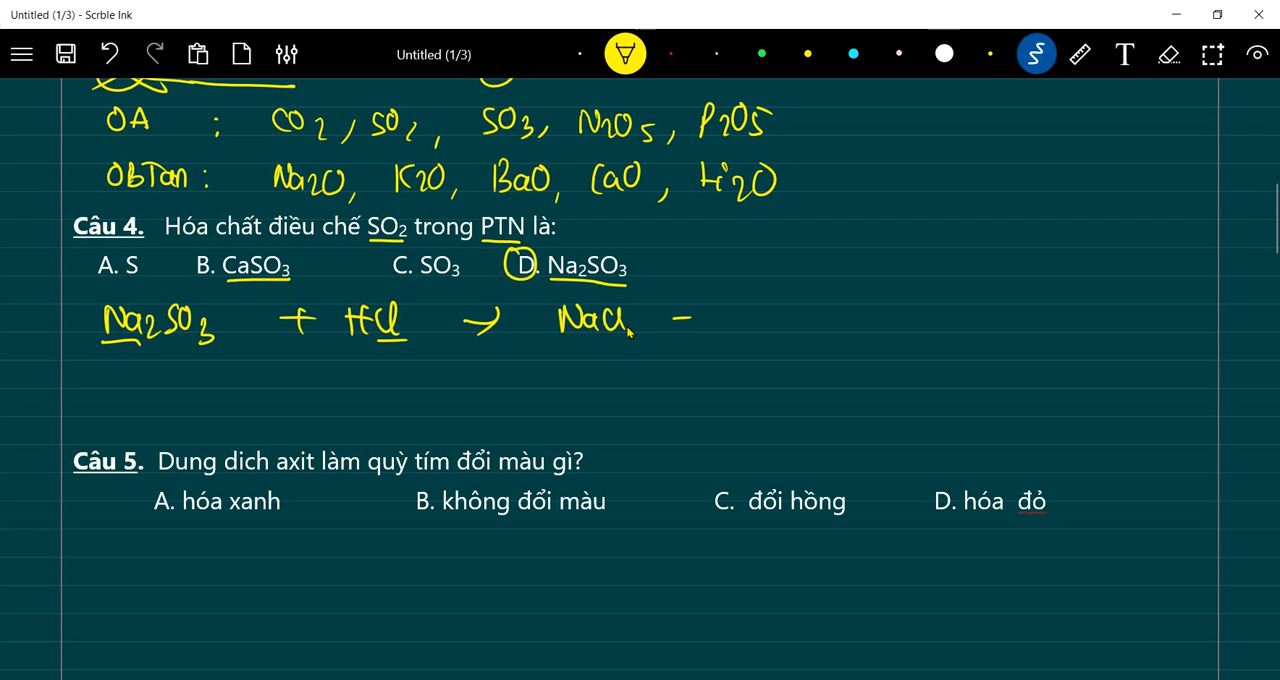 Untitled (1/3) - Scrble Ink
Untitled (1/3)
T
OA : CO2, SO2, SO3, N2O5, P2O5
OBTan : Na2O, K2O, BaO, CaO, Li2O
Câu 4. Hóa chất điều chế SO2 trong PTN là:
A. S B. CaSO3 C. SO3 D. Na2SO3
Na2SO3 + HCl → NaCl -
Câu 5. Dung dich axit làm quỳ tím đổi màu gì?
A. hóa xanh B. không đổi màu C. đổi hồng D. hóa đỏ